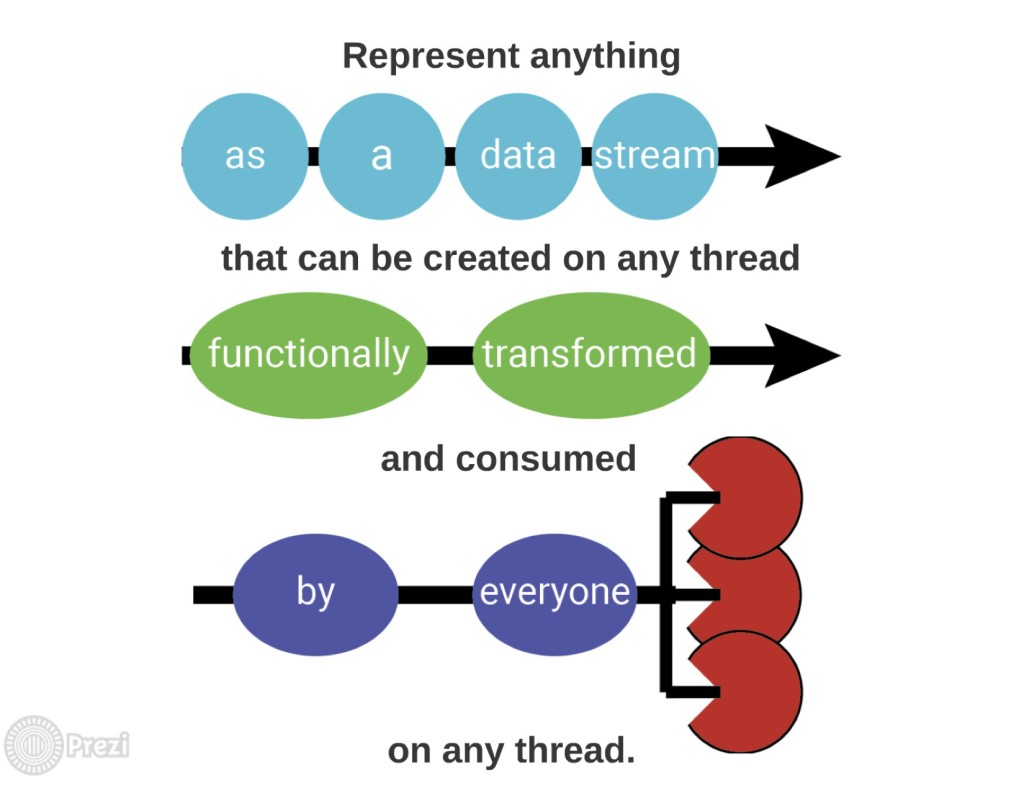 Represent anything
as a data stream
that can be created on any thread
functionally transformed
and consumed
by everyone
on any thread.
Prezi